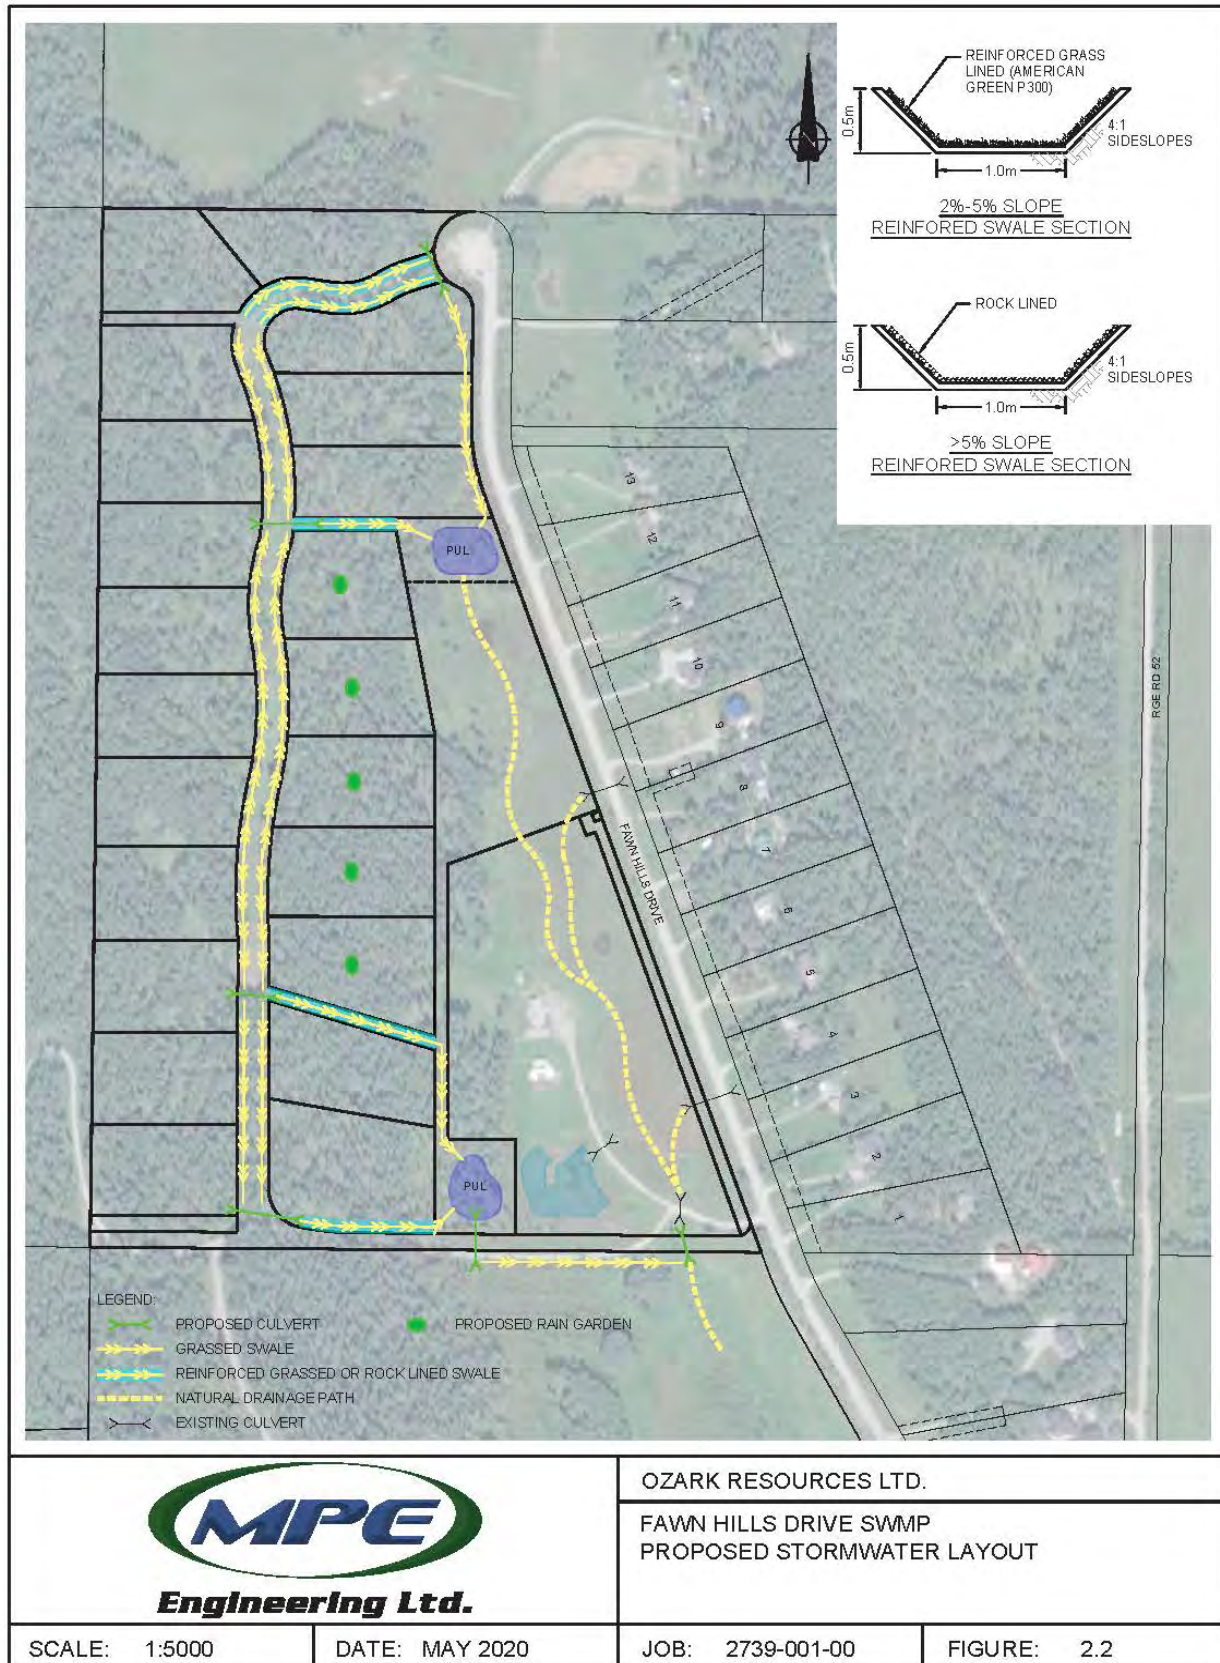 REINFORCED GRASS
LINED (AMERICAN
GREEN P300)
0.5m
4:1
SIDESLOPES
1.0m
2%-5% SLOPE
REINFORED SWALE SECTION
ROCK LINED
0.5m
4:1
SIDESLOPES
1.0m
>5% SLOPE
REINFORED SWALE SECTION
13
12
11
10
9
8
7
6
5
4
3
2
1
PUL
PUL
FAWN HILLS DRIVE
RGE RD 52
LEGEND:
PROPOSED CULVERT
PROPOSED RAIN GARDEN
GRASSED SWALE
REINFORCED GRASSED OR ROCK LINED SWALE
NATURAL DRAINAGE PATH
EXISTING CULVERT
MPE
Engineering Ltd.
OZARK RESOURCES LTD.
FAWN HILLS DRIVE SWMP
PROPOSED STORMWATER LAYOUT
SCALE: 1:5000
DATE: MAY 2020
JOB: 2739-001-00
FIGURE: 2.2